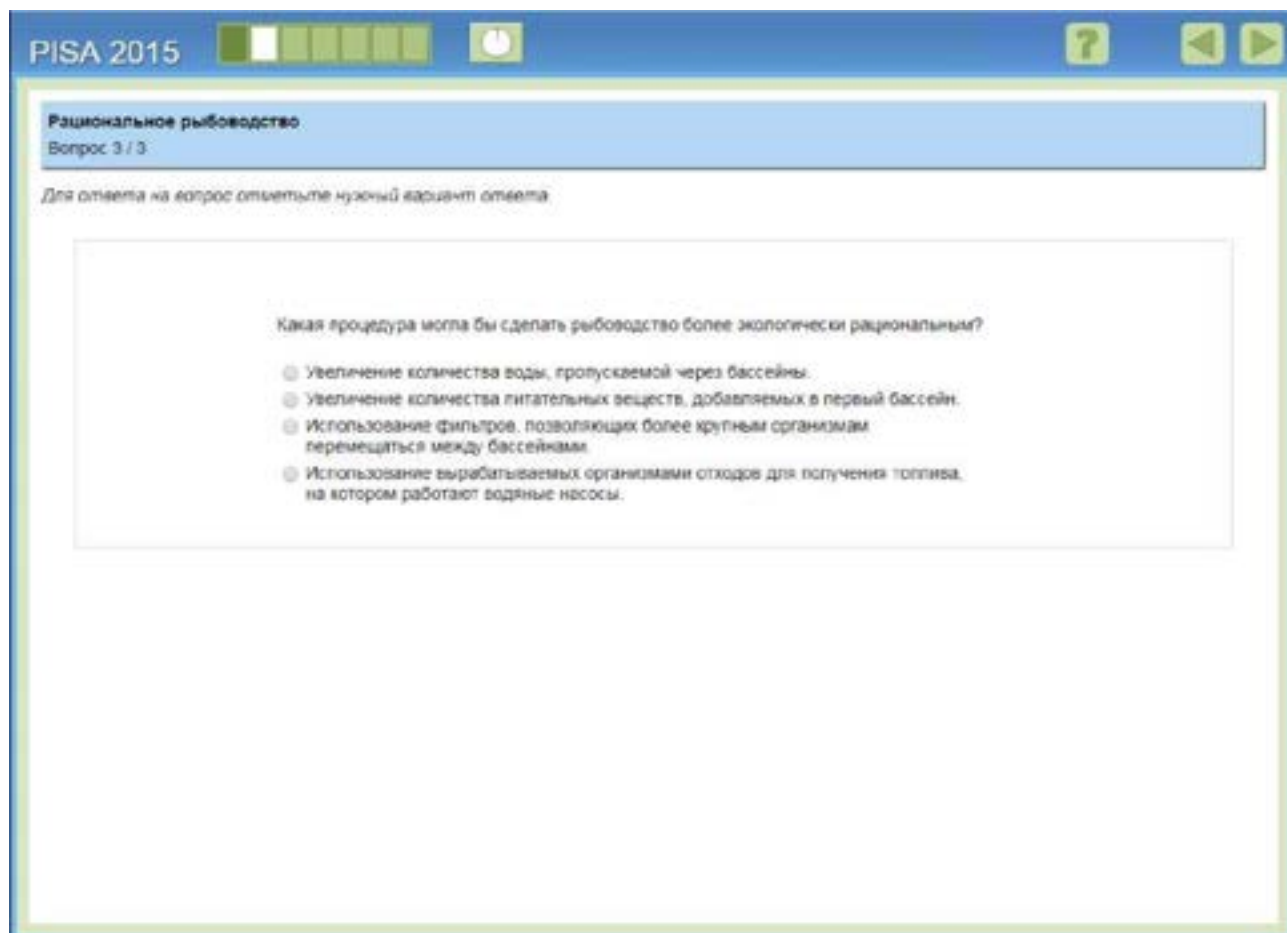 PISA 2015
?
Рациональное рыбоводство
Вопрос 3 / 3
Для ответа на вопрос отметьте нужный вариант ответа.
Какая процедура могла бы сделать рыбоводство более экологически рациональным?
Увеличение количества воды, пропускаемой через бассейны.
Увеличение количества питательных веществ, добавляемых в первый бассейн.
Использование фильтров, позволяющих более крупным организмам
перемещаться между бассейнами.
Использование вырабатываемых организмами отходов для получения топлива,
на котором работают водяные насосы.